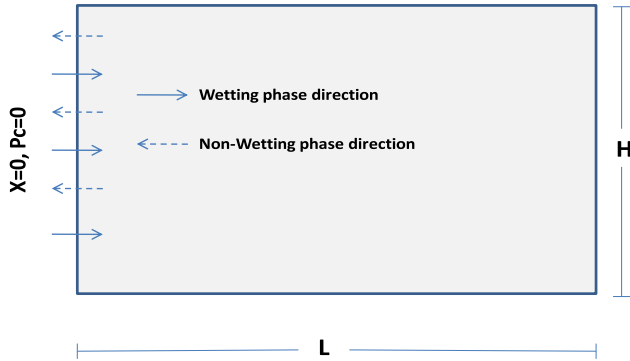 X=0, Pc=0
Wetting phase direction
Non-Wetting phase direction
H
L